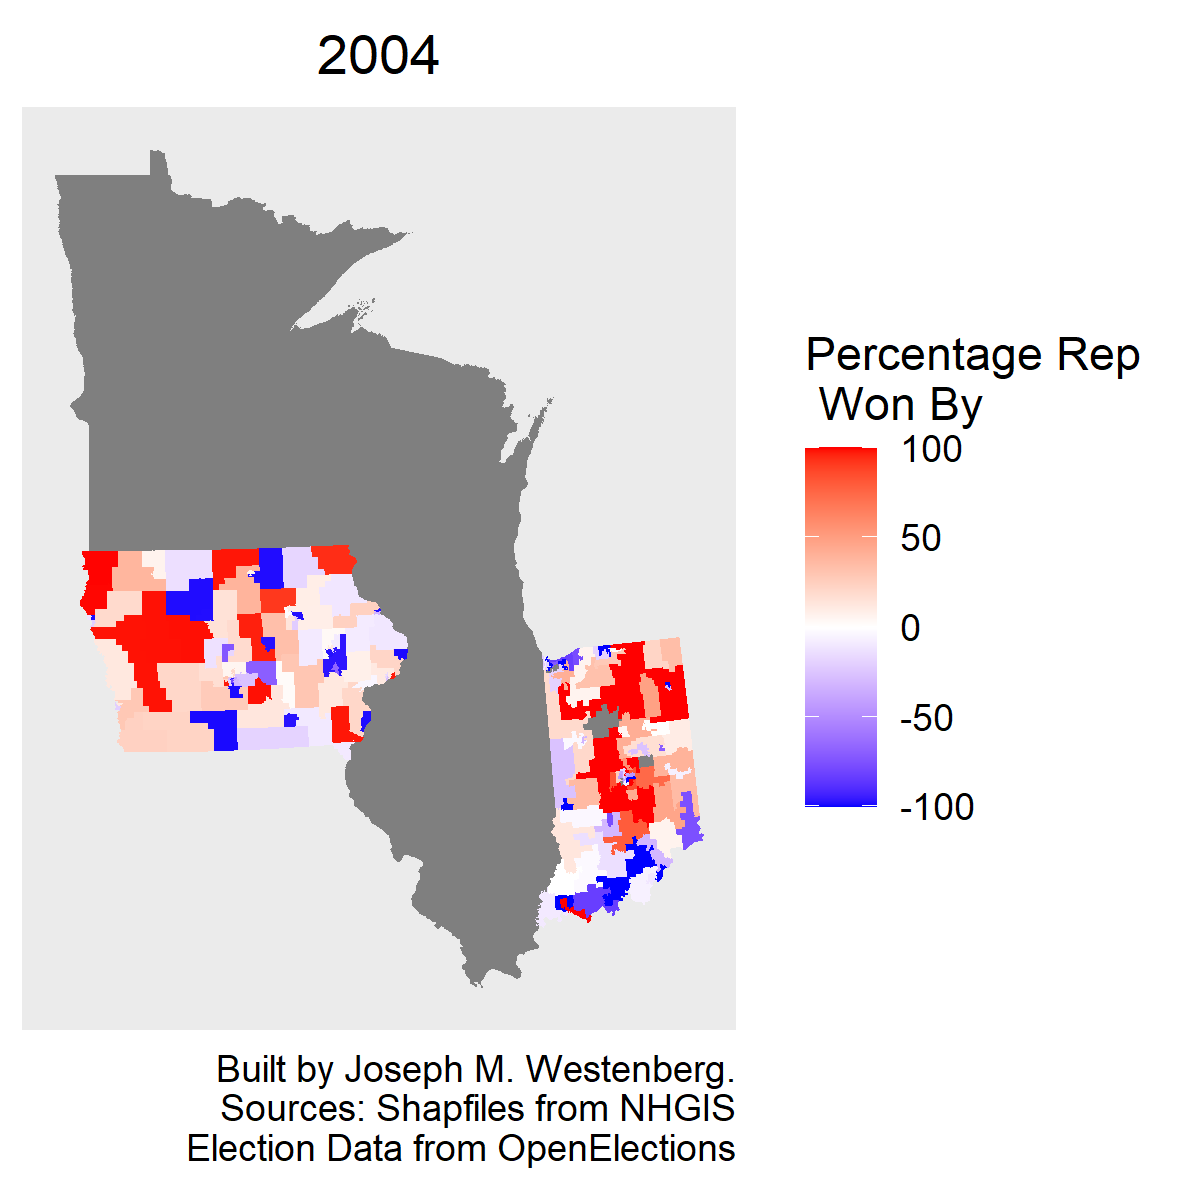 2004
Percentage Rep
Won By
100
50
0
-50
-100
Built by Joseph M. Westenberg.
Sources: Shapfiles from NHGIS
Election Data from OpenElections